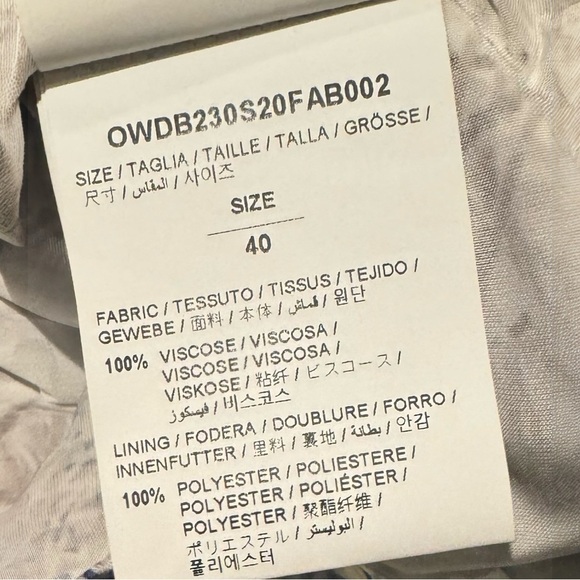 OWDB230S20FAB002
SIZE / TAGLIA / TAILLE / TALLA / GRÖSSE /
尺寸 / المقاس / 사이즈
SIZE
40
FABRIC / TESSUTO / TISSUS / TEJIDO /
GEWEBE / 面料 / 本体 / قماش / 원단
100% VISCOSE / VISCOSA /
VISCOSE / VISCOSA /
VISKOSE / 粘纤 / ビスコース /
فيسكوز / 비스코스
LINING / FODERA / DOUBLURE / FORRO /
INNENFUTTER / 里料 / 裏地 / بطانة / 안감
100% POLYESTER / POLIESTERE /
POLYESTER / POLIÉSTER /
POLYESTER / 聚酯纤维 /
ポリエステル / البوليستر /
폴리에스터